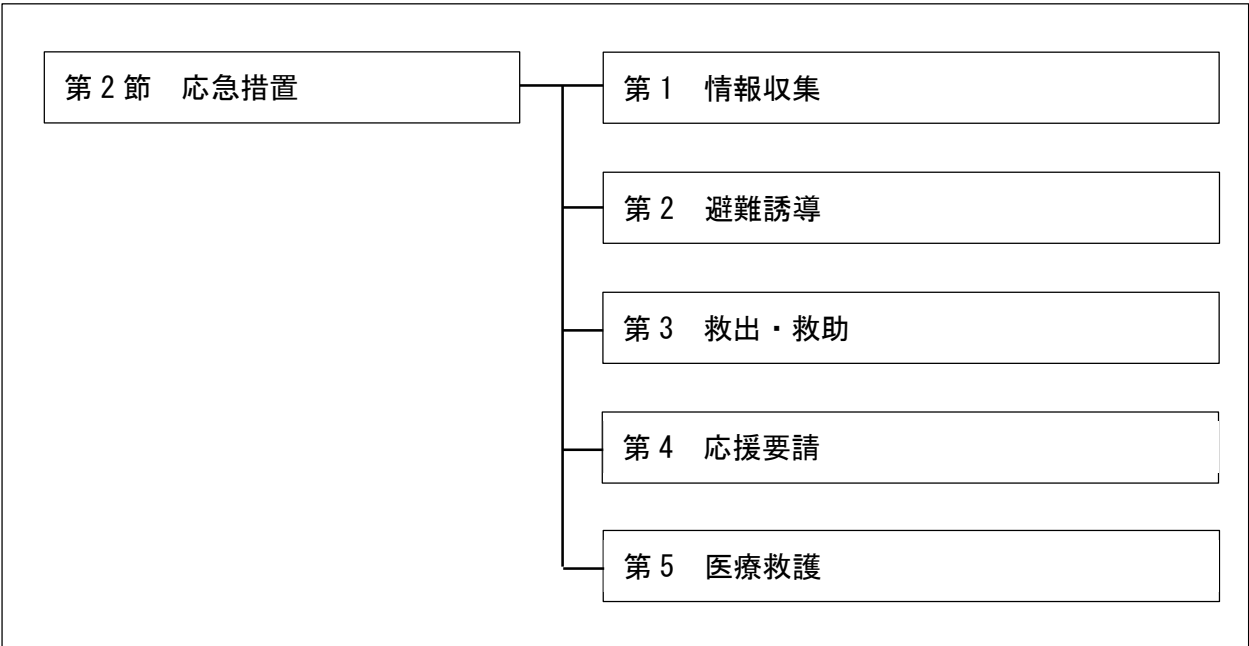 第2節　応急措置
第1　情報収集
第2　避難誘導
第3　救出・救助
第4　応援要請
第5　医療救護